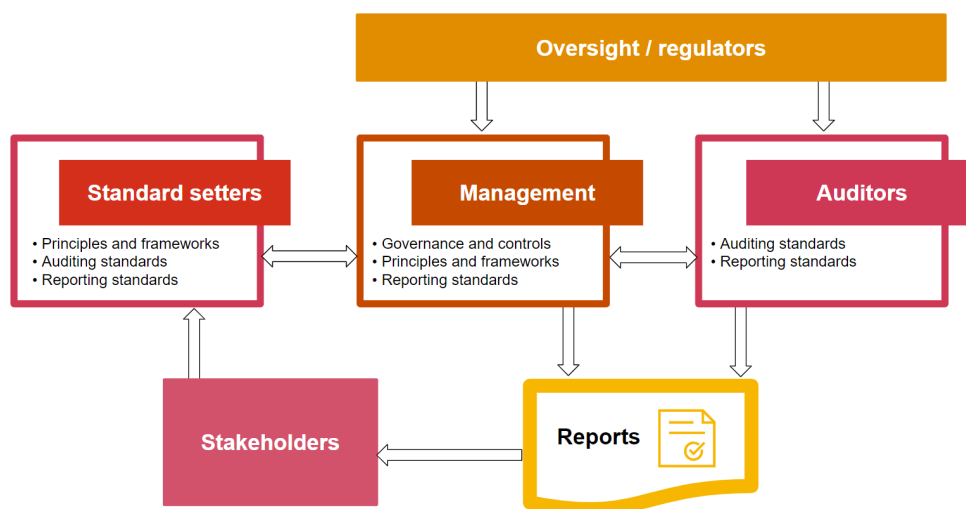 Oversight / regulators
Standard setters
• Principles and frameworks
• Auditing standards
• Reporting standards
Management
• Governance and controls
• Principles and frameworks
• Reporting standards
Auditors
• Auditing standards
• Reporting standards
Stakeholders
Reports